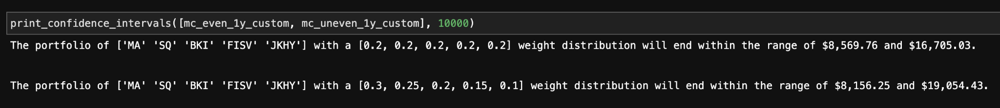 print_confidence_intervals([mc_even_1y_custom, mc_uneven_1y_custom], 10000)
The portfolio of ['MA' 'SQ' 'BKI' 'FISV' 'JKHY'] with a [0.2, 0.2, 0.2, 0.2, 0.2] weight distribution will end within the range of $8,569.76 and $16,705.03.
The portfolio of ['MA' 'SQ' 'BKI' 'FISV' 'JKHY'] with a [0.3, 0.25, 0.2, 0.15, 0.1] weight distribution will end within the range of $8,156.25 and $19,054.43.